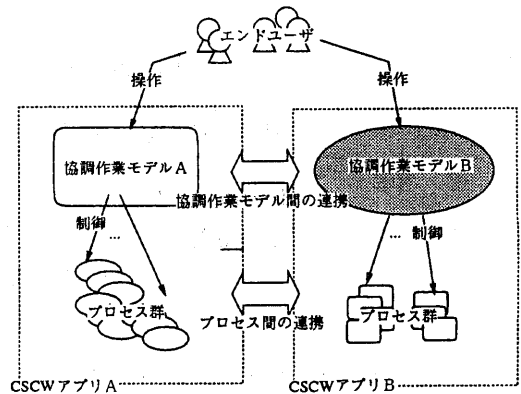 エンドユーザ
操作
操作
協調作業モデルA
協調作業モデルB
協調作業モデル間の連携
制御
...
... 制御
プロセス群
プロセス群
プロセス間の連携
CSCWアプリA
CSCWアプリB